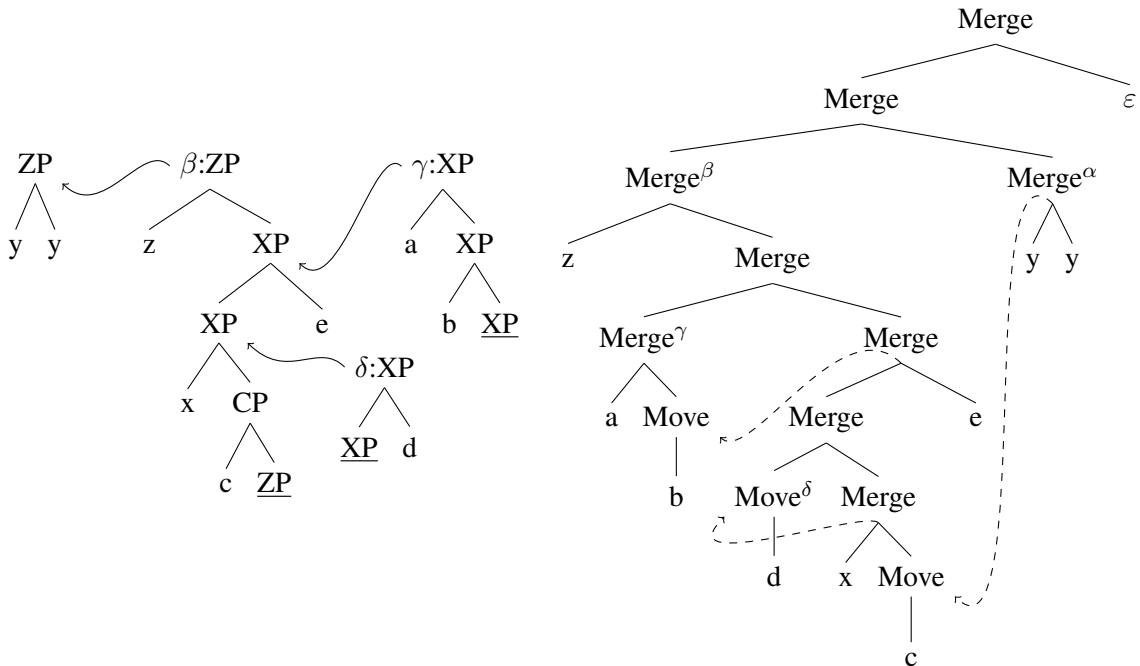 Merge
Merge ε
ZP β:ZP γ:XP Merge^β Merge^α
y y z XP a XP z Merge y y
XP e b XP Merge^γ Merge
x CP δ:XP a Move Merge e
c ZP XP d b Move^δ Merge
d x Move
c